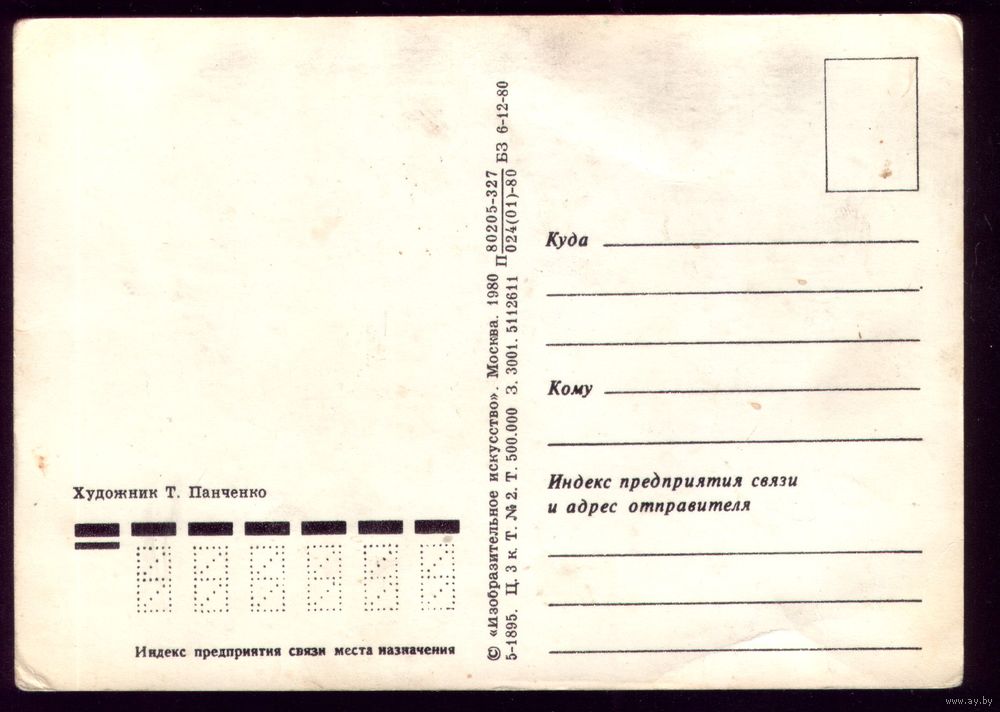 Художник Т. Панченко
Индекс предприятия связи места назначения
© «Изобразительное искусство». Москва. 1980 П 80205-327 БЗ 6-12-80
024(01)-80
5-1895. Ц. 3 к. Т. № 2. Т. 500.000 З. 3001. 5112611
Куда
Кому
Индекс предприятия связи
и адрес отправителя
www.ay.by